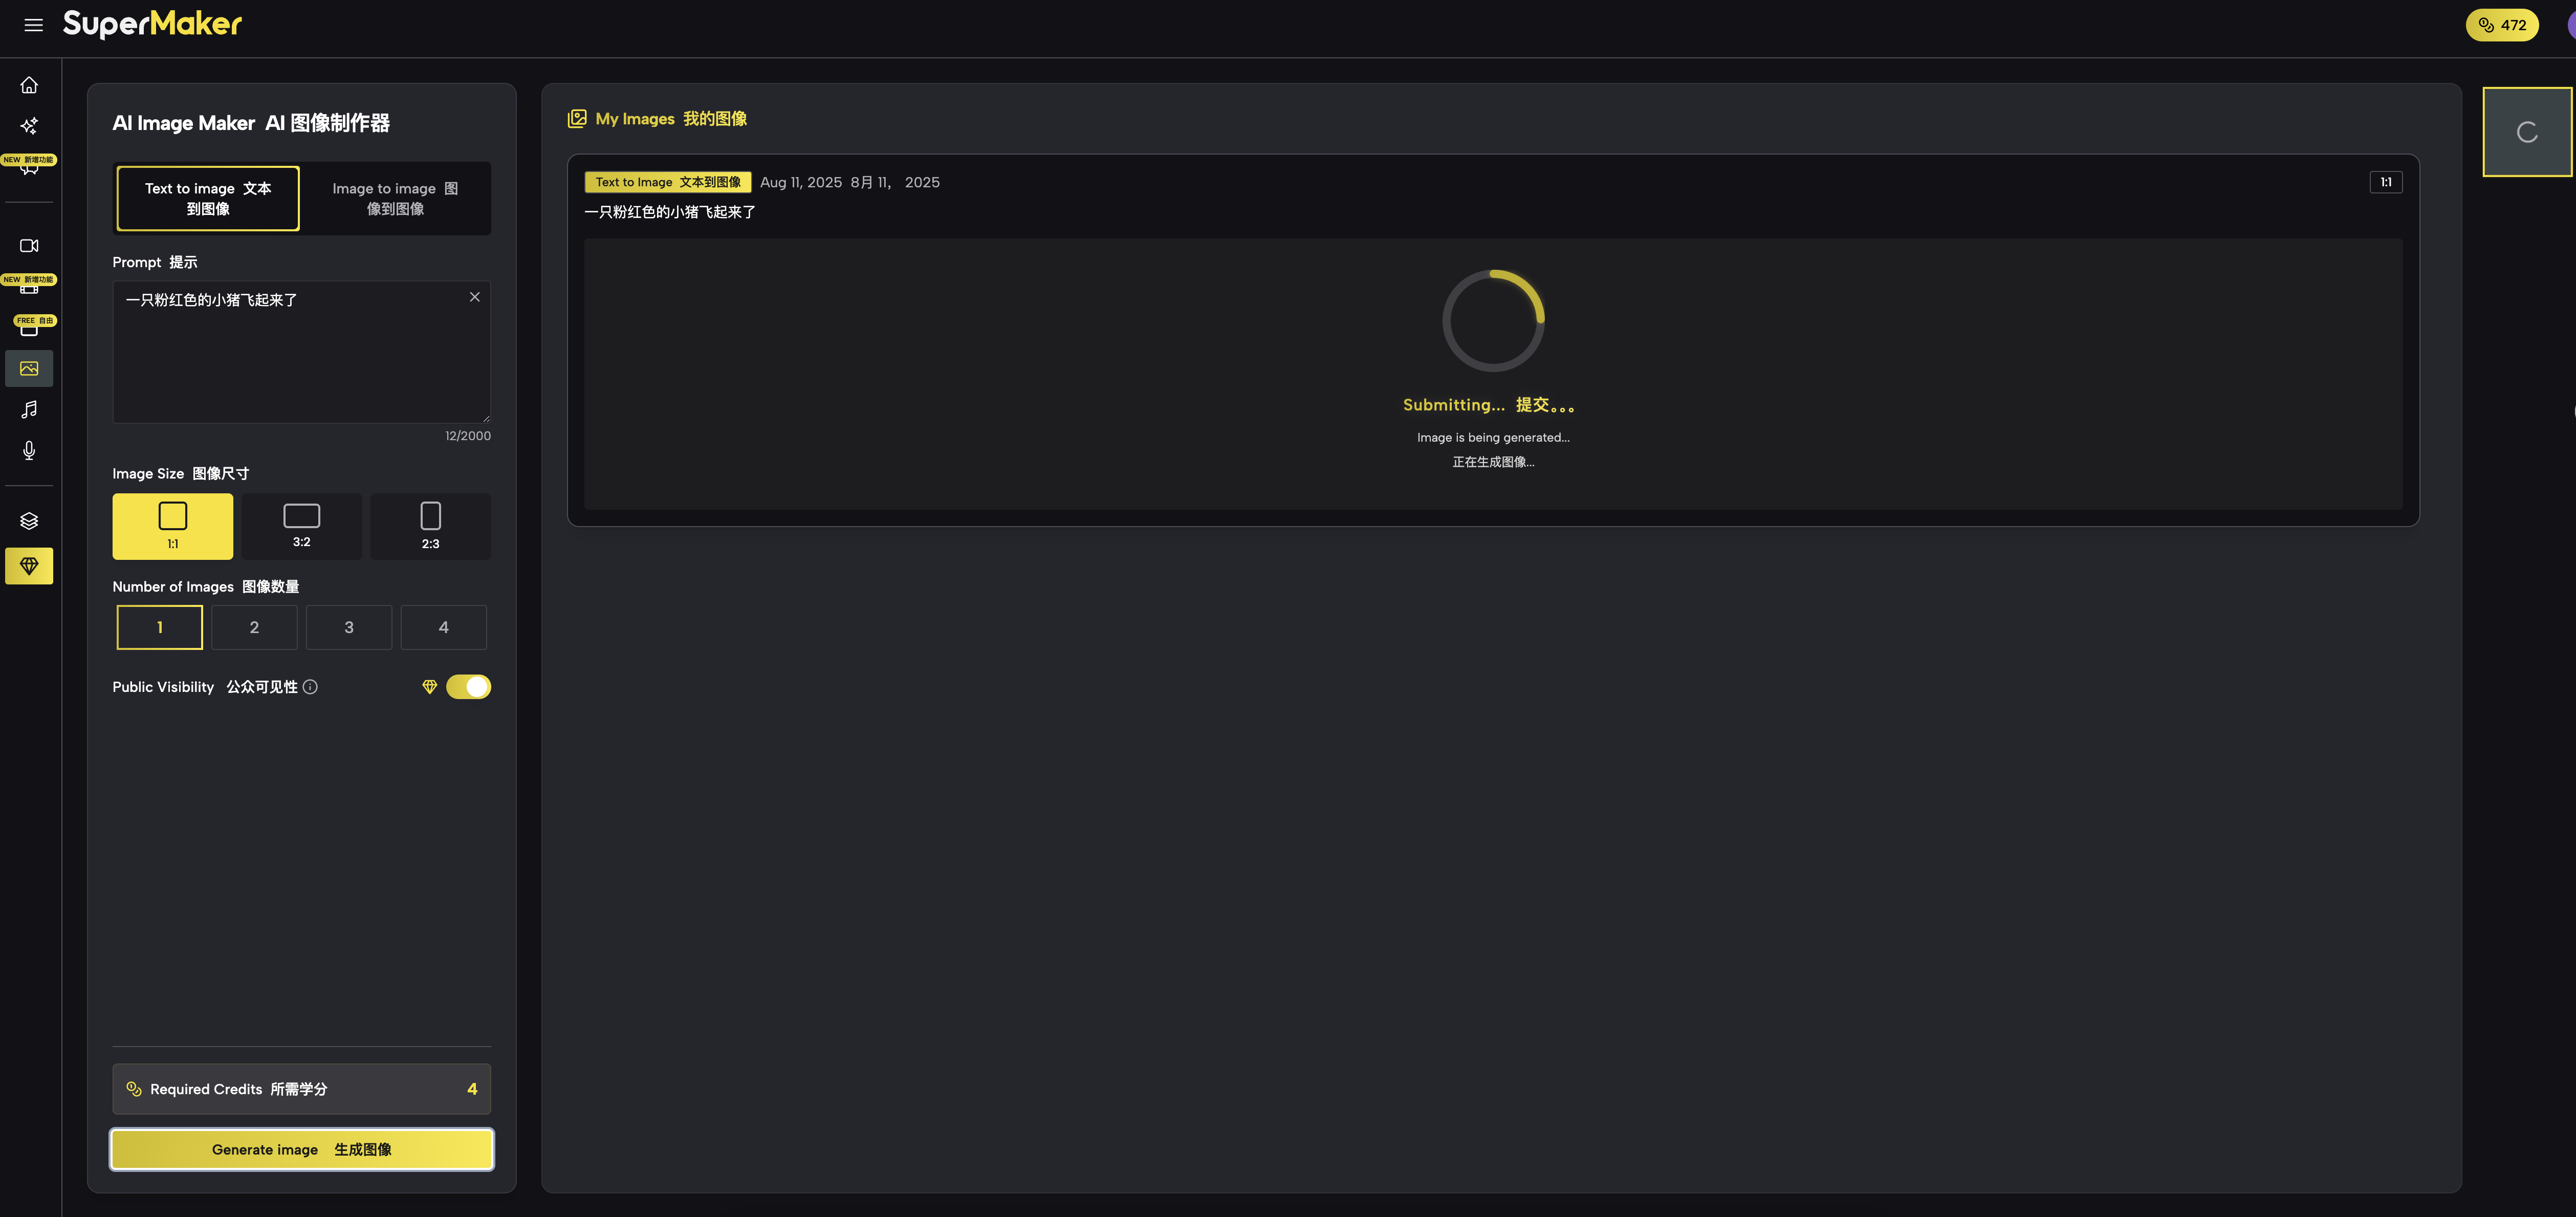 SuperMaker
472
NEW 新增功能
NEW 新增功能
FREE 自由
AI Image Maker AI 图像制作器
Text to image 文本
到图像
Image to image 图
像到图像
Prompt 提示
一只粉红色的小猪飞起来了
12/2000
Image Size 图像尺寸
1:1
3:2
2:3
Number of Images 图像数量
1
2
3
4
Public Visibility 公众可见性
Required Credits 所需学分
4
Generate image 生成图像
My Images 我的图像
Text to Image 文本到图像
Aug 11, 2025 8月 11, 2025
1:1
一只粉红色的小猪飞起来了
Submitting... 提交。。。
Image is being generated...
正在生成图像...